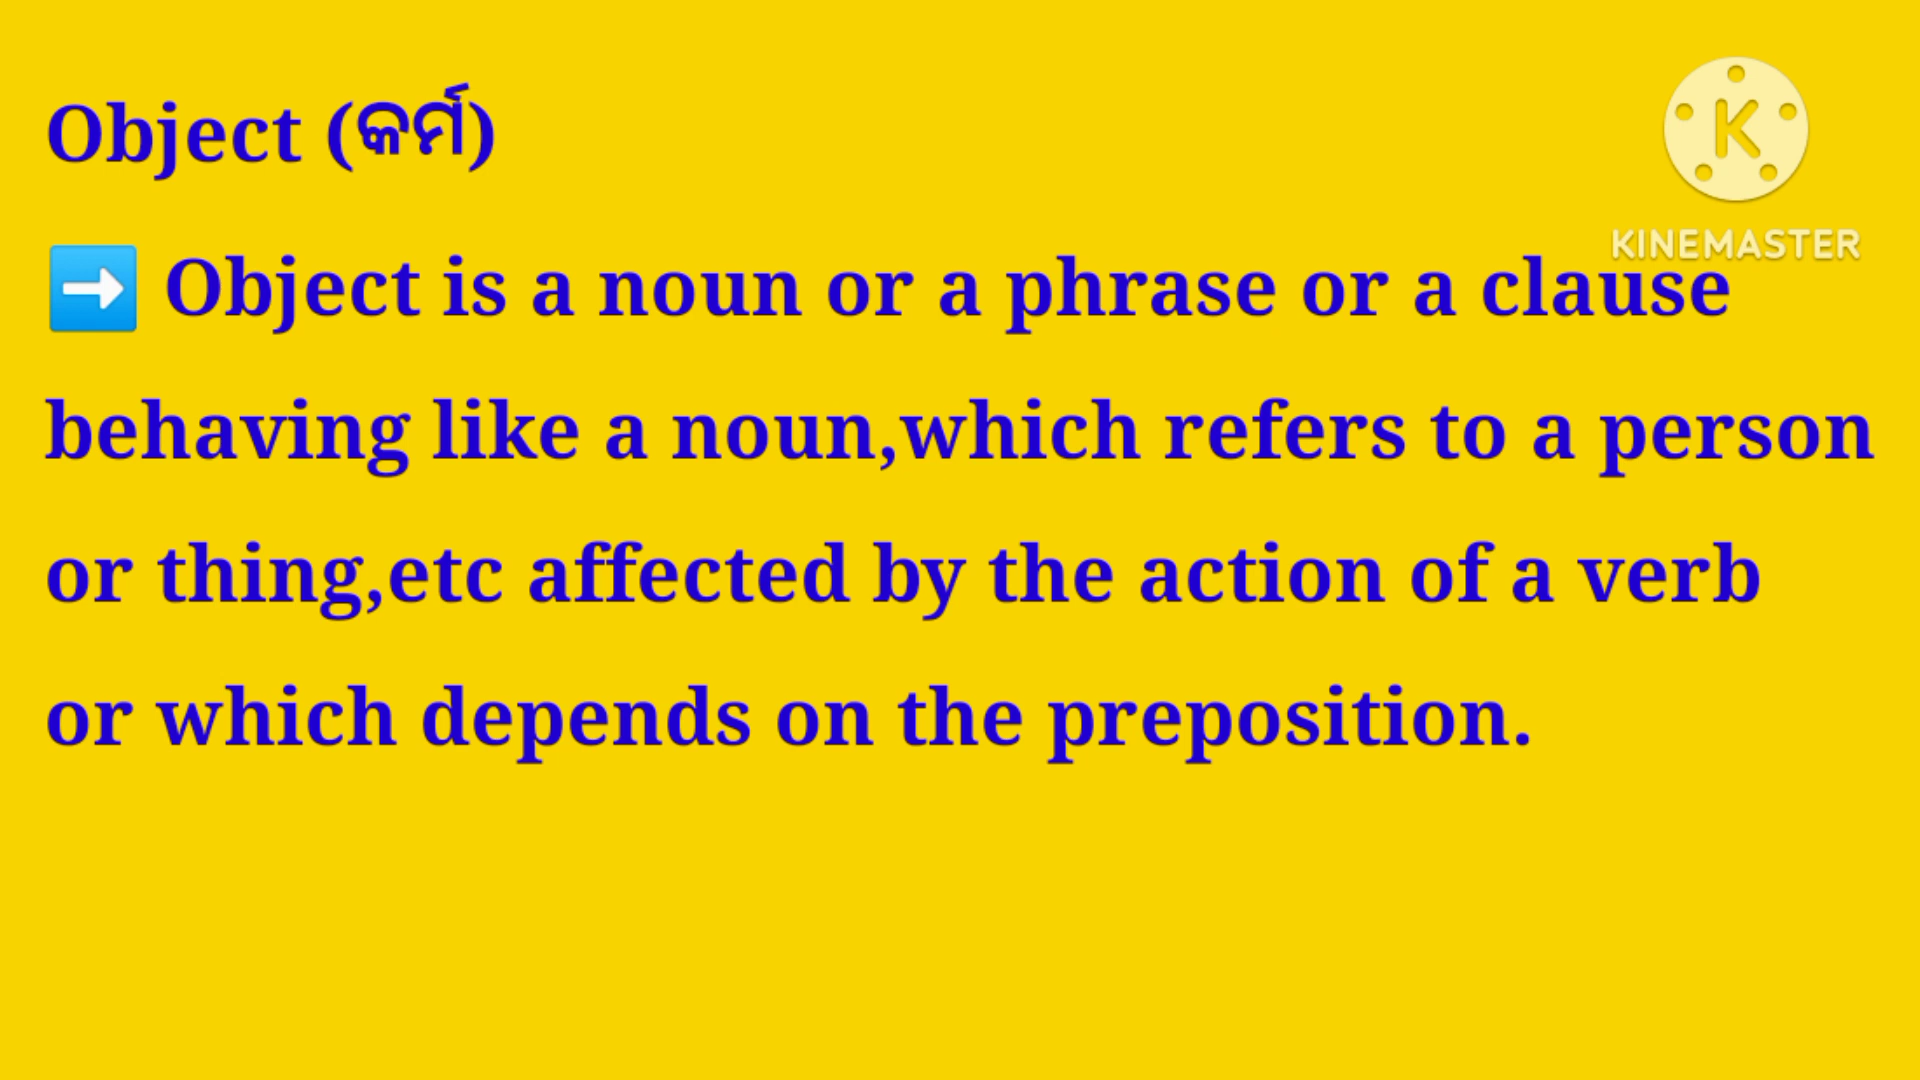 Object (କର୍ମ)
K
KINEMASTER
➡️ Object is a noun or a phrase or a clause
behaving like a noun,which refers to a person
or thing,etc affected by the action of a verb
or which depends on the preposition.